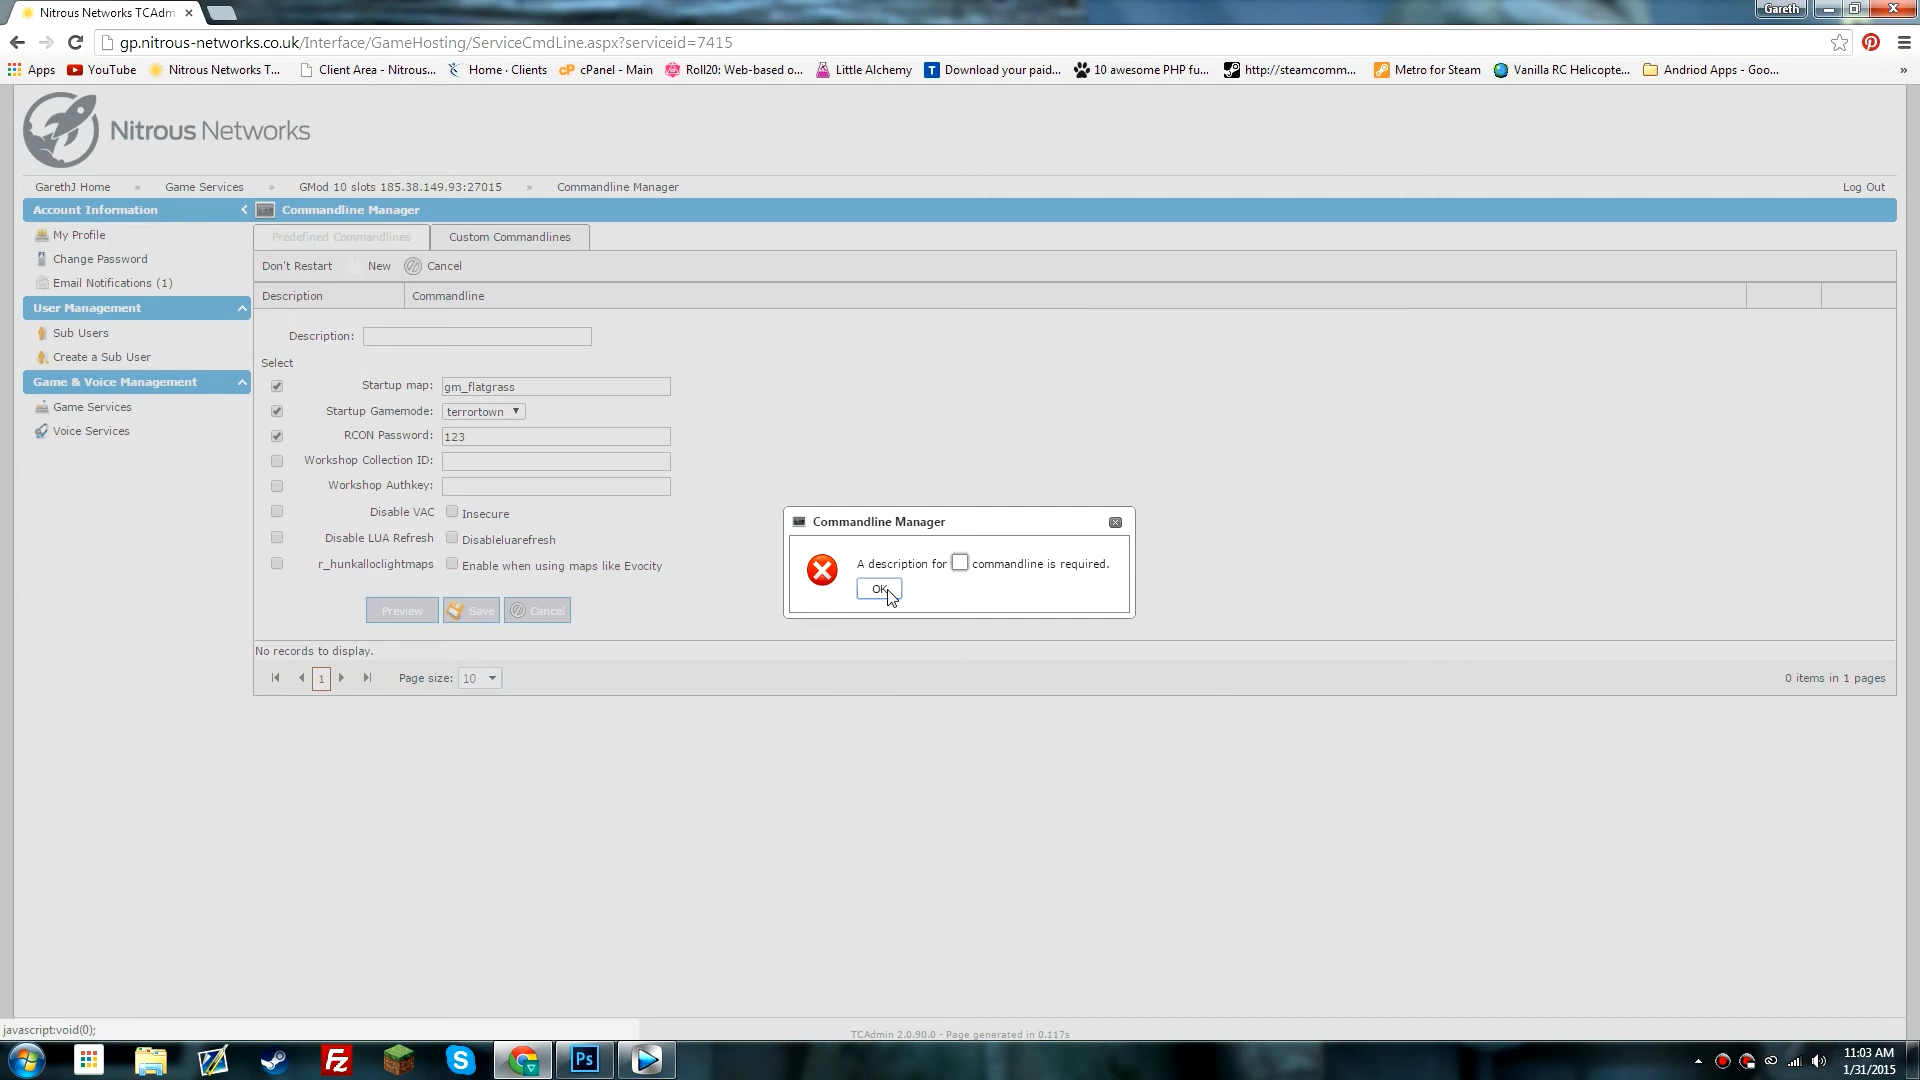 Nitrous Networks TCAdm
Gareth
gp.nitrous-networks.co.uk/Interface/GameHosting/ServiceCmdLine.aspx?serviceid=7415
Apps YouTube Nitrous Networks T... Client Area - Nitrous... Home · Clients cPanel - Main Roll20: Web-based o... Little Alchemy Download your paid... 10 awesome PHP fu... http://steamcomm... Metro for Steam Vanilla RC Helicopte... Andriod Apps - Goo... »
Nitrous Networks
GarethJ Home » Game Services » GMod 10 slots 185.38.149.93:27015 » Commandline Manager Log Out
Account Information
My Profile
Change Password
Email Notifications (1)
User Management
Sub Users
Create a Sub User
Game & Voice Management
Game Services
Voice Services
Commandline Manager
Predefined Commandlines Custom Commandlines
Don't Restart New Cancel
Description Commandline
Description:
Select
Startup map: gm_flatgrass
Startup Gamemode: terrortown
RCON Password: 123
Workshop Collection ID:
Workshop Authkey:
Disable VAC Insecure
Disable LUA Refresh Disableluarefresh
r_hunkalloclightmaps Enable when using maps like Evocity
Preview Save Cancel
Commandline Manager
A description for commandline is required.
OK
No records to display.
1 Page size: 10 0 items in 1 pages
javascript:void(0);
TCAdmin 2.0.90.0 - Page generated in 0.117s
Fz
Ps
11:03 AM
1/31/2015